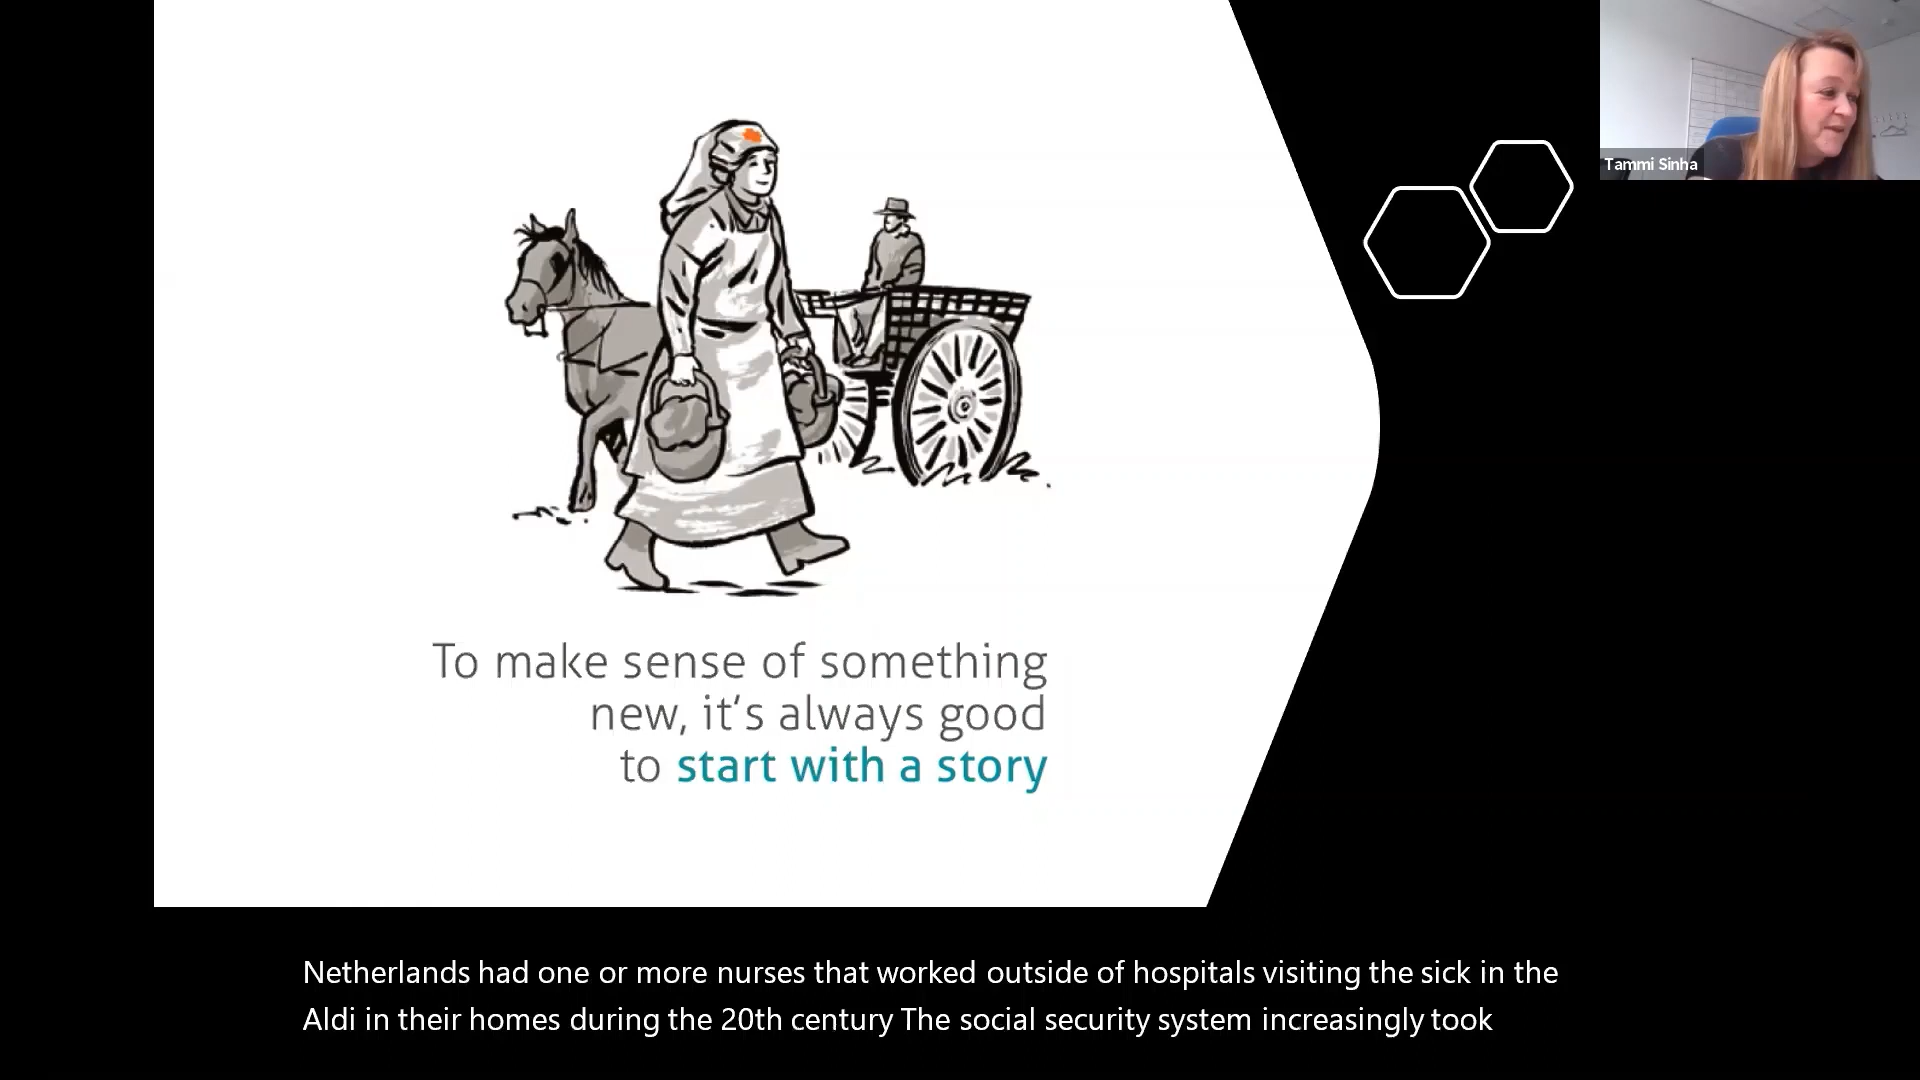 Tammi Sinha
To make sense of something
new, it's always good
to start with a story
Netherlands had one or more nurses that worked outside of hospitals visiting the sick in the
Aldi in their homes during the 20th century The social security system increasingly took